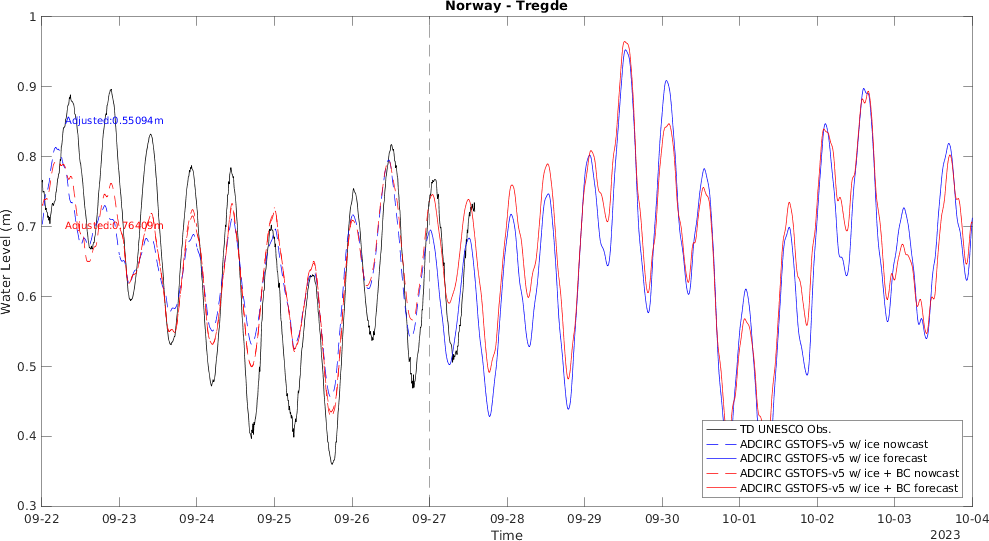 Norway - Tregde
1
0.9
0.8
0.7
0.6
0.5
0.4
0.3
Water Level (m)
Adjusted:0.55094m
Adjusted:0.76409m
TD UNESCO Obs.
ADCIRC GSTOFS-v5 w/ ice nowcast
ADCIRC GSTOFS-v5 w/ ice forecast
ADCIRC GSTOFS-v5 w/ ice + BC nowcast
ADCIRC GSTOFS-v5 w/ ice + BC forecast
09-22 09-23 09-24 09-25 09-26 09-27 09-28 09-29 09-30 10-01 10-02 10-03 10-04
Time
2023